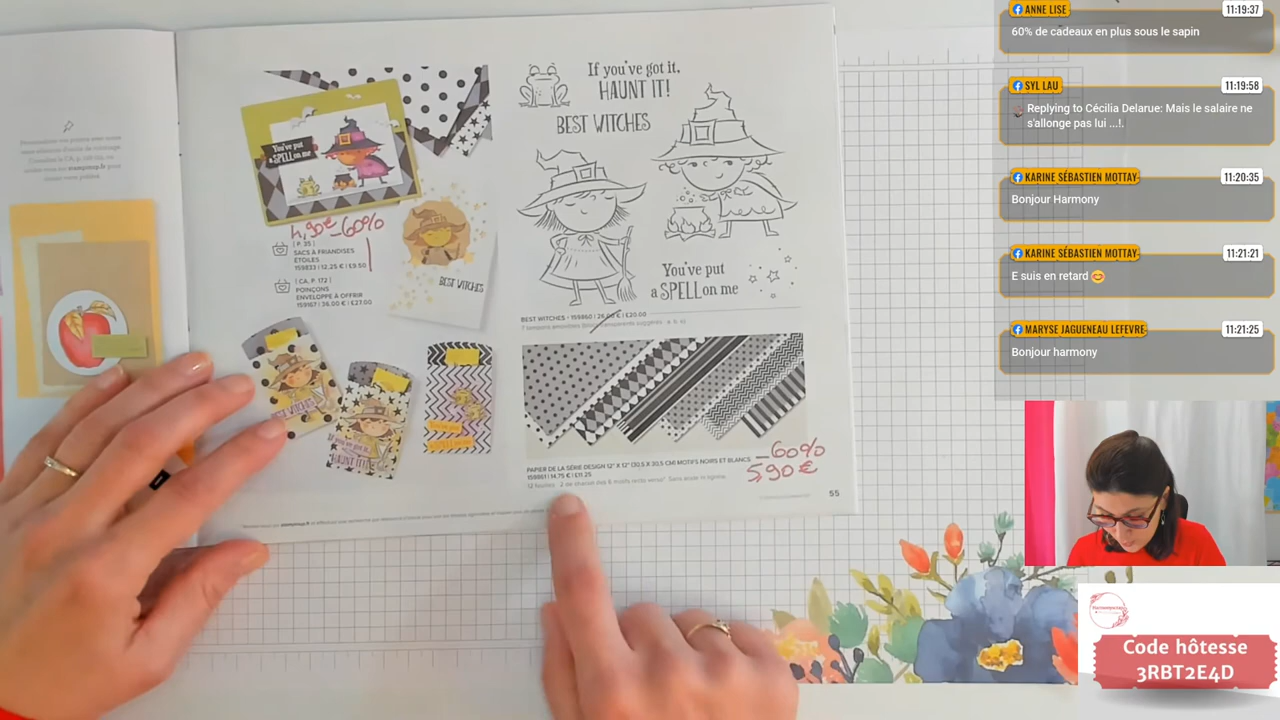 You've put
a SPELL on me
4,90€ -60%
( P. 35 )
SACS À FRIANDISES
ÉTOILES
159833 | 12,25 € | £9.50
( CA, P. 172 )
POINÇONS
ENVELOPPE À OFFRIR
159167 | 36,00 € | £27.00
BEST WITCHES
If you've got it,
HAUNT IT!
BEST WITCHES
You've put
a SPELL on me
BEST WITCHES • 159860 | 26,00 € | £20.00
PAPIER DE LA SÉRIE DESIGN 12" X 12" (30,5 X 30,5 CM) MOTIFS NOIRS ET BLANCS
159861 | 14,75 € | £11.25
-60%
5,90€
55
ANNE LISE
11:19:37
60% de cadeaux en plus sous le sapin
SYL LAU
11:19:58
Replying to Cécilia Delarue: Mais le salaire ne
s'allonge pas lui ...!.
KARINE SÉBASTIEN MOTTAY
11:20:35
Bonjour Harmony
KARINE SÉBASTIEN MOTTAY
11:21:21
E suis en retard 😊
MARYSE JAGUENEAU LEFEVRE
11:21:25
Bonjour harmony
Code hôtesse
3RBT2E4D